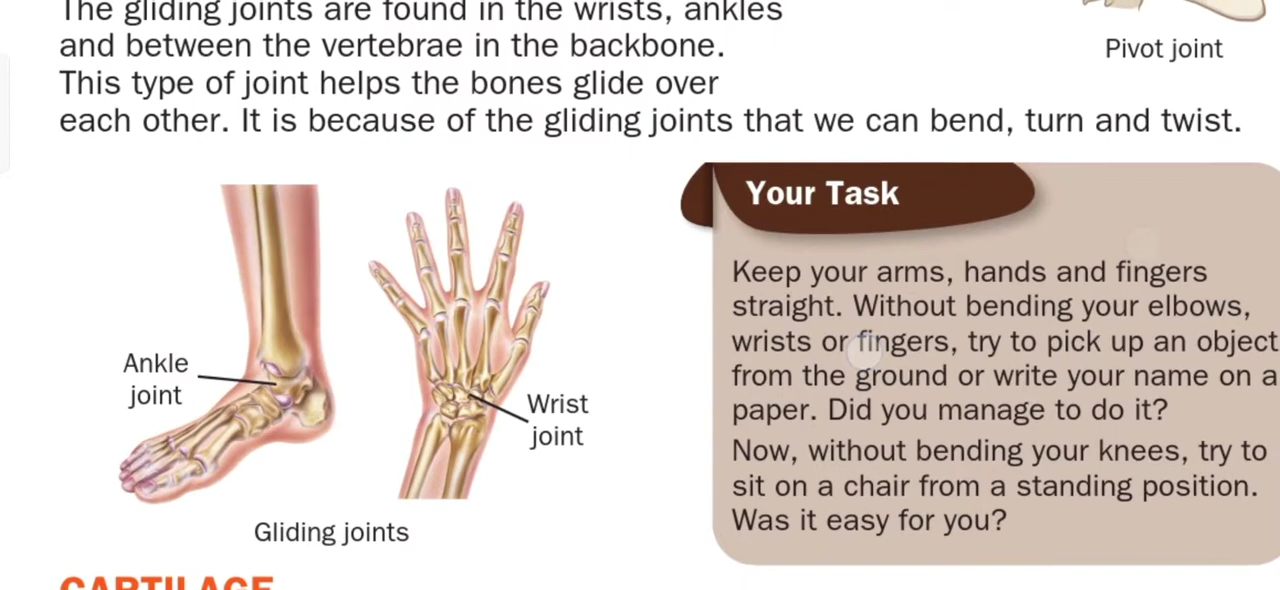 The gliding joints are found in the wrists, ankles
and between the vertebrae in the backbone.
This type of joint helps the bones glide over
each other. It is because of the gliding joints that we can bend, turn and twist.
Pivot joint
Ankle
joint
Wrist
joint
Gliding joints
Your Task
Keep your arms, hands and fingers
straight. Without bending your elbows,
wrists or fingers, try to pick up an object
from the ground or write your name on a
paper. Did you manage to do it?
Now, without bending your knees, try to
sit on a chair from a standing position.
Was it easy for you?
CARTILAGE